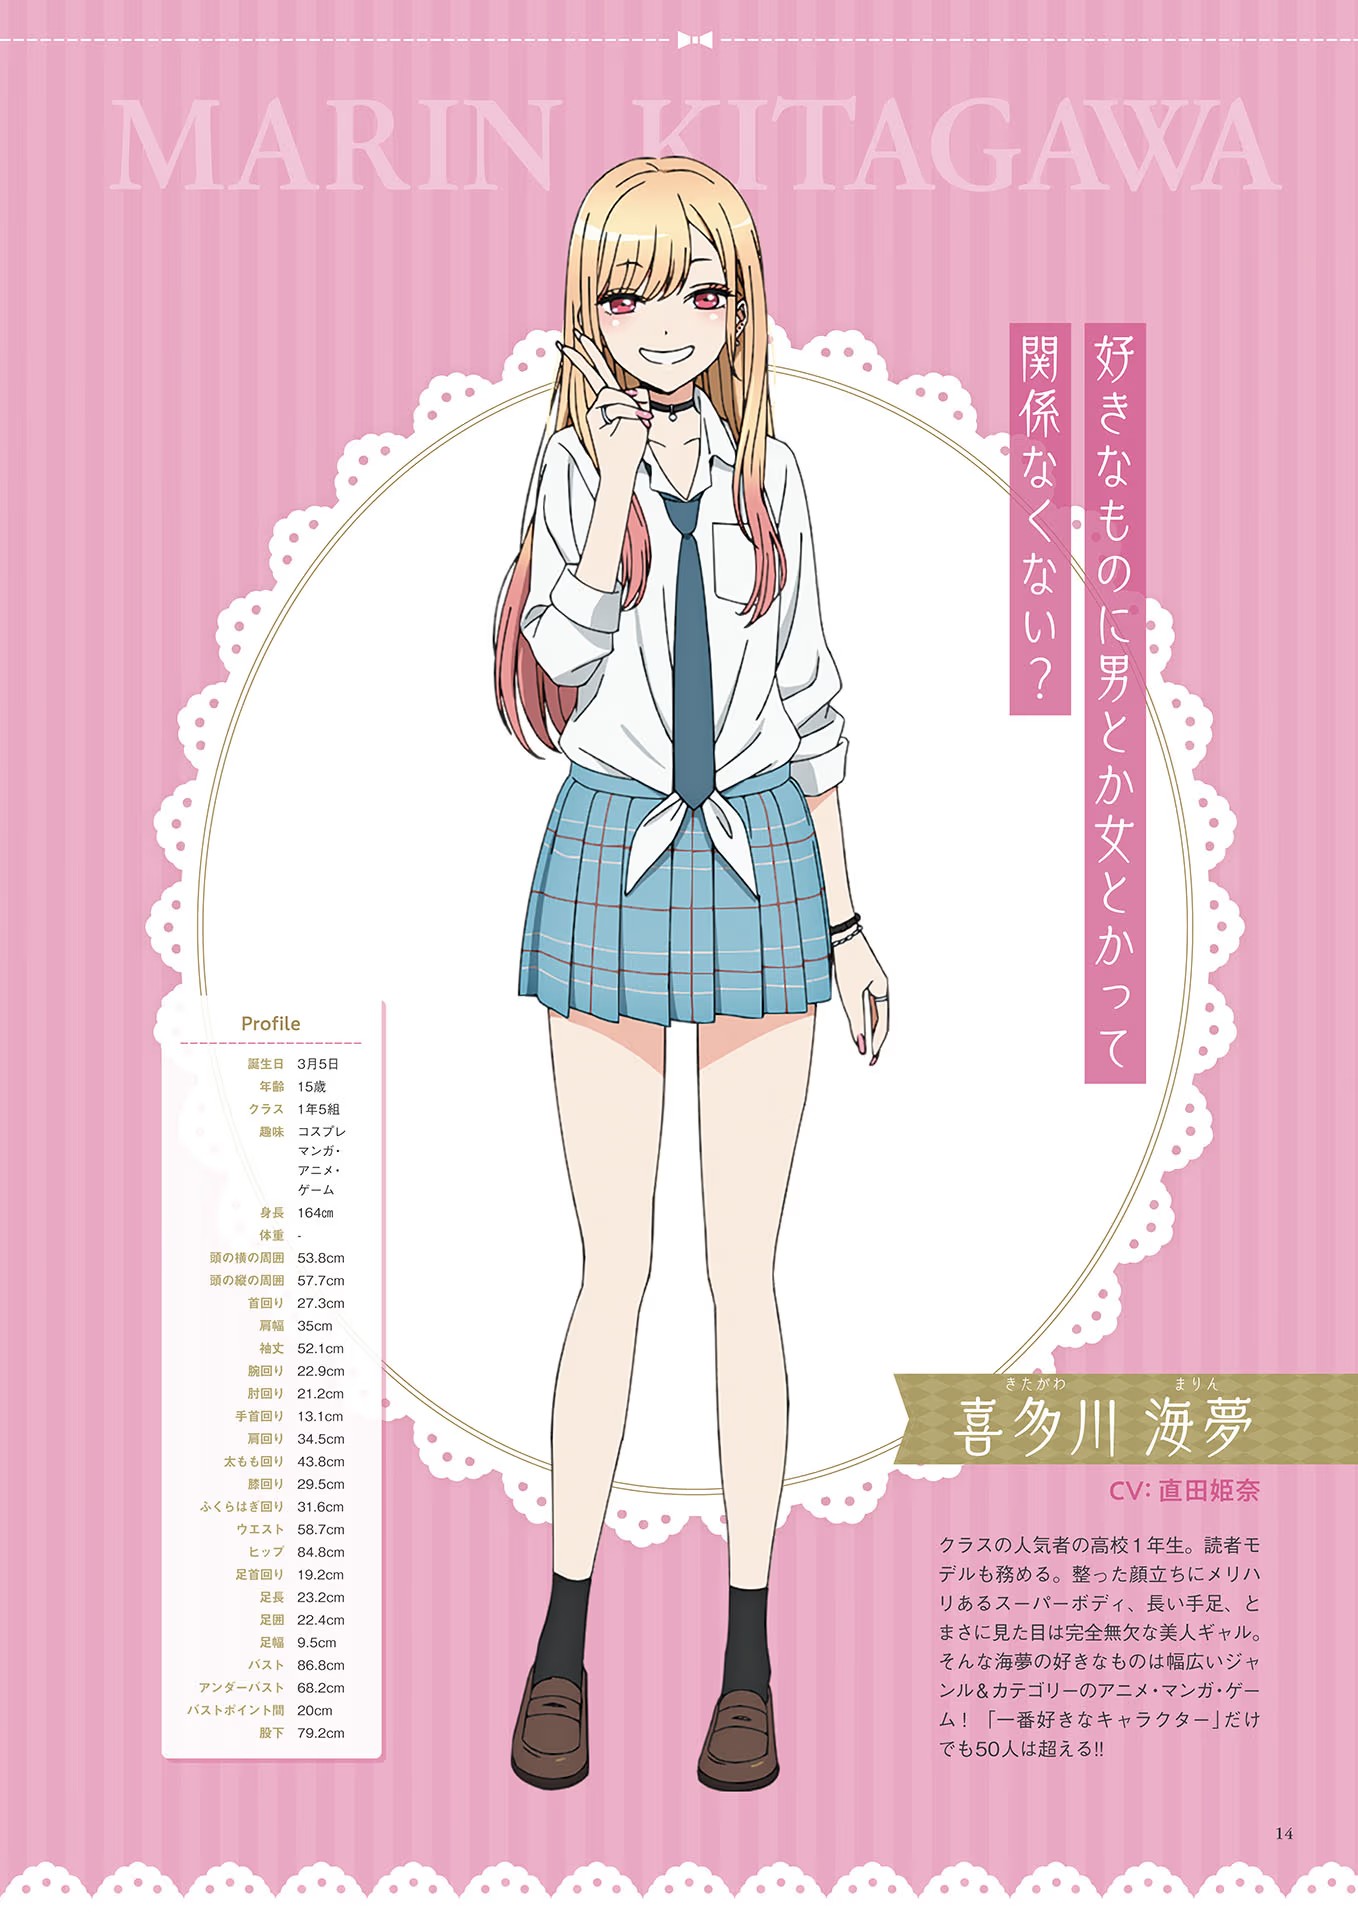 MARIN KITAGAWA
好きなものに男とか女とかって
関係なくない？
Profile
誕生日 3月5日
年齢 15歳
クラス 1年5組
趣味 コスプレ
マンガ・
アニメ・
ゲーム
身長 164㎝
体重 -
頭の横の周囲 53.8cm
頭の縦の周囲 57.7cm
首回り 27.3cm
肩幅 35cm
袖丈 52.1cm
腕回り 22.9cm
肘回り 21.2cm
手首回り 13.1cm
肩回り 34.5cm
太もも回り 43.8cm
膝回り 29.5cm
ふくらはぎ回り 31.6cm
ウエスト 58.7cm
ヒップ 84.8cm
足首回り 19.2cm
足長 23.2cm
足囲 22.4cm
足幅 9.5cm
バスト 86.8cm
アンダーバスト 68.2cm
バストポイント間 20cm
股下 79.2cm
きたがわ まりん
喜多川 海夢
CV: 直田姫奈
クラスの人気者の高校1年生。読者モ
デルも務める。整った顔立ちにメリハ
リあるスーパーボディ、長い手足、と
まさに見た目は完全無欠な美人ギャル。
そんな海夢の好きなものは幅広いジャ
ンル＆カテゴリーのアニメ・マンガ・ゲー
ム！「一番好きなキャラクター」だけ
でも50人は超える!!
14